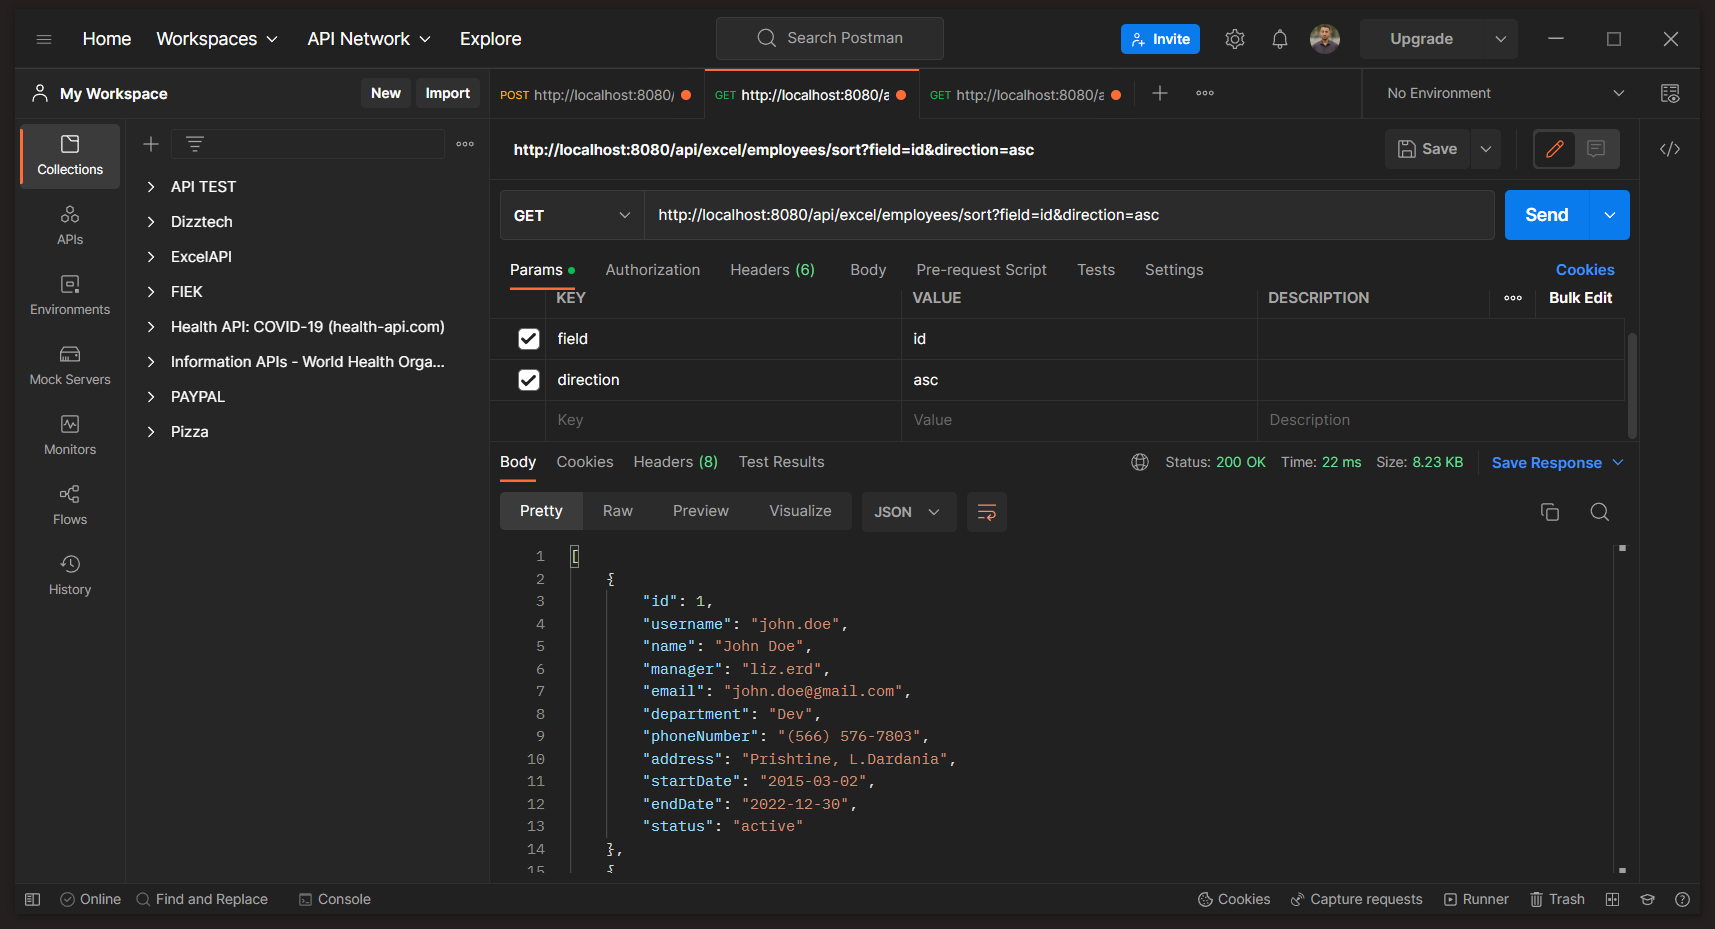 Home Workspaces API Network Explore Search Postman Invite Upgrade
My Workspace New Import POST http://localhost:8080/ GET http://localhost:8080/a GET http://localhost:8080/a No Environment
Collections
APIs
Environments
Mock Servers
Monitors
Flows
History
API TEST
Dizztech
ExcelAPI
FIEK
Health API: COVID-19 (health-api.com)
Information APIs - World Health Orga...
PAYPAL
Pizza
http://localhost:8080/api/excel/employees/sort?field=id&direction=asc Save
GET http://localhost:8080/api/excel/employees/sort?field=id&direction=asc Send
Params Authorization Headers (6) Body Pre-request Script Tests Settings Cookies
KEY VALUE DESCRIPTION Bulk Edit
field id
direction asc
Key Value Description
Body Cookies Headers (8) Test Results Status: 200 OK Time: 22 ms Size: 8.23 KB Save Response
Pretty Raw Preview Visualize JSON
1 [
2 {
3 "id": 1,
4 "username": "john.doe",
5 "name": "John Doe",
6 "manager": "liz.erd",
7 "email": "john.doe@gmail.com",
8 "department": "Dev",
9 "phoneNumber": "(566) 576-7803",
10 "address": "Prishtine, L.Dardania",
11 "startDate": "2015-03-02",
12 "endDate": "2022-12-30",
13 "status": "active"
14 },
15 {
Online Find and Replace Console Cookies Capture requests Runner Trash